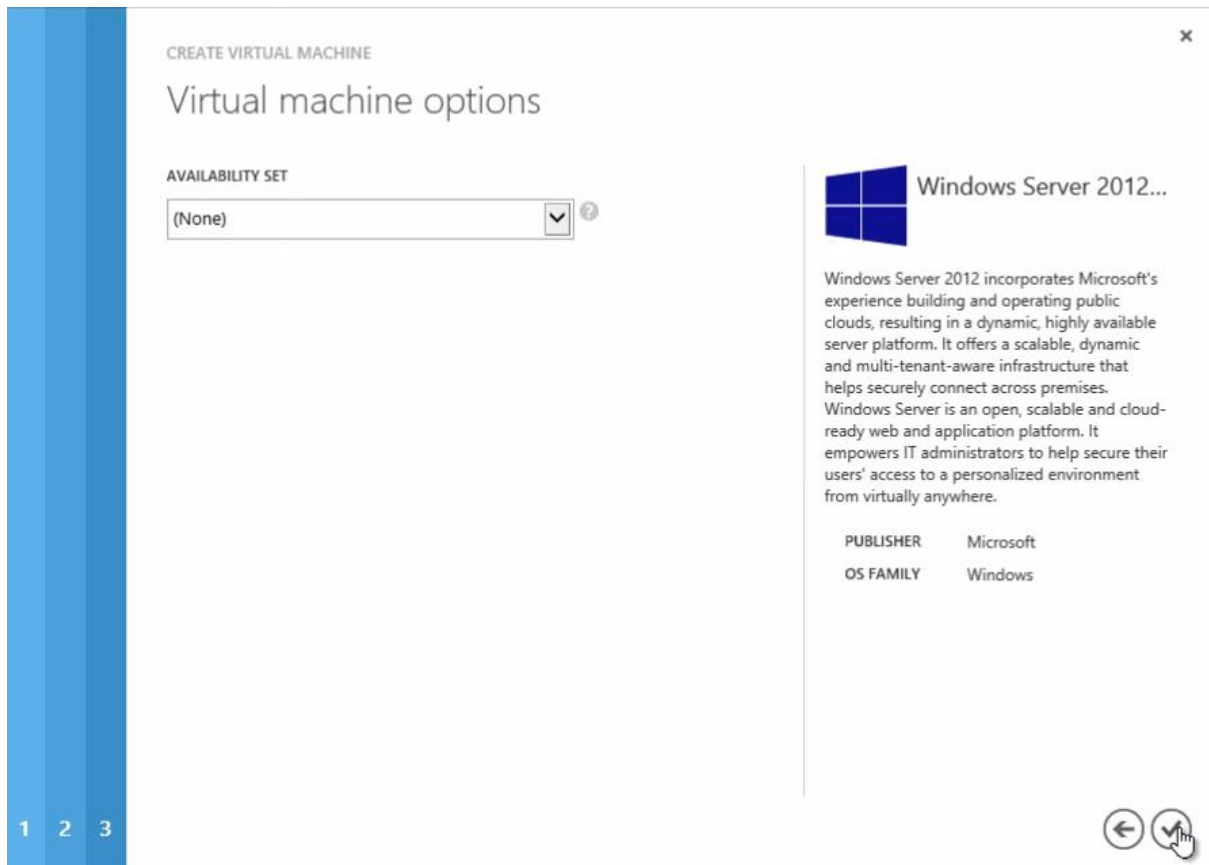 CREATE VIRTUAL MACHINE
Virtual machine options
AVAILABILITY SET
(None)
?
Windows Server 2012...
Windows Server 2012 incorporates Microsoft's
experience building and operating public
clouds, resulting in a dynamic, highly available
server platform. It offers a scalable, dynamic
and multi-tenant-aware infrastructure that
helps securely connect across premises.
Windows Server is an open, scalable and cloud-
ready web and application platform. It
empowers IT administrators to help secure their
users' access to a personalized environment
from virtually anywhere.
PUBLISHER Microsoft
OS FAMILY Windows
1 2 3